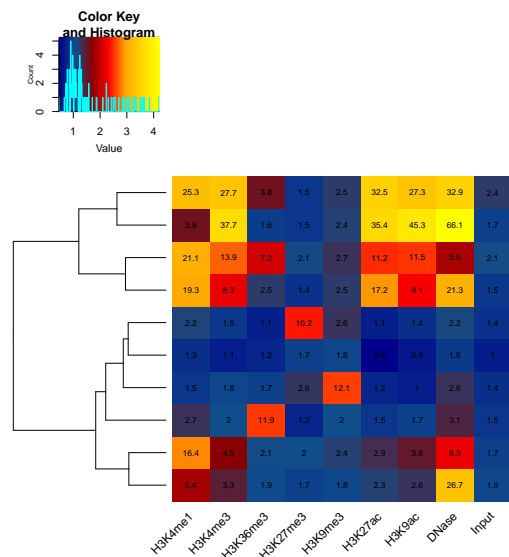 Color Key
and Histogram
Count
0 2 4
1 2 3 4
Value
25.3 27.7 3.8 1.5 2.5 32.5 27.3 32.9 2.4
3.8 37.7 1.6 1.5 2.4 35.4 45.3 66.1 1.7
21.1 13.9 7.2 2.1 2.7 11.2 11.5 5.5 2.1
19.3 8.3 2.5 1.4 2.5 17.2 9.1 21.3 1.5
2.2 1.5 1.1 10.2 2.6 1.1 1.4 2.2 1.4
1.3 1.1 1.2 1.7 1.8 0.9 1.6 1
1.5 1.8 1.7 2.6 12.1 1.2 1 2.6 1.4
2.7 2 11.9 1.2 2 1.5 1.7 3.1 1.5
16.4 4.6 2.1 2 2.4 2.9 3.6 8.3 1.7
5.4 3.3 1.9 1.7 1.8 2.3 2.6 26.7 1.9
H3K4me1 H3K4me3 H3K36me3 H3K27me3 H3K9me3 H3K27ac H3K9ac DNase Input